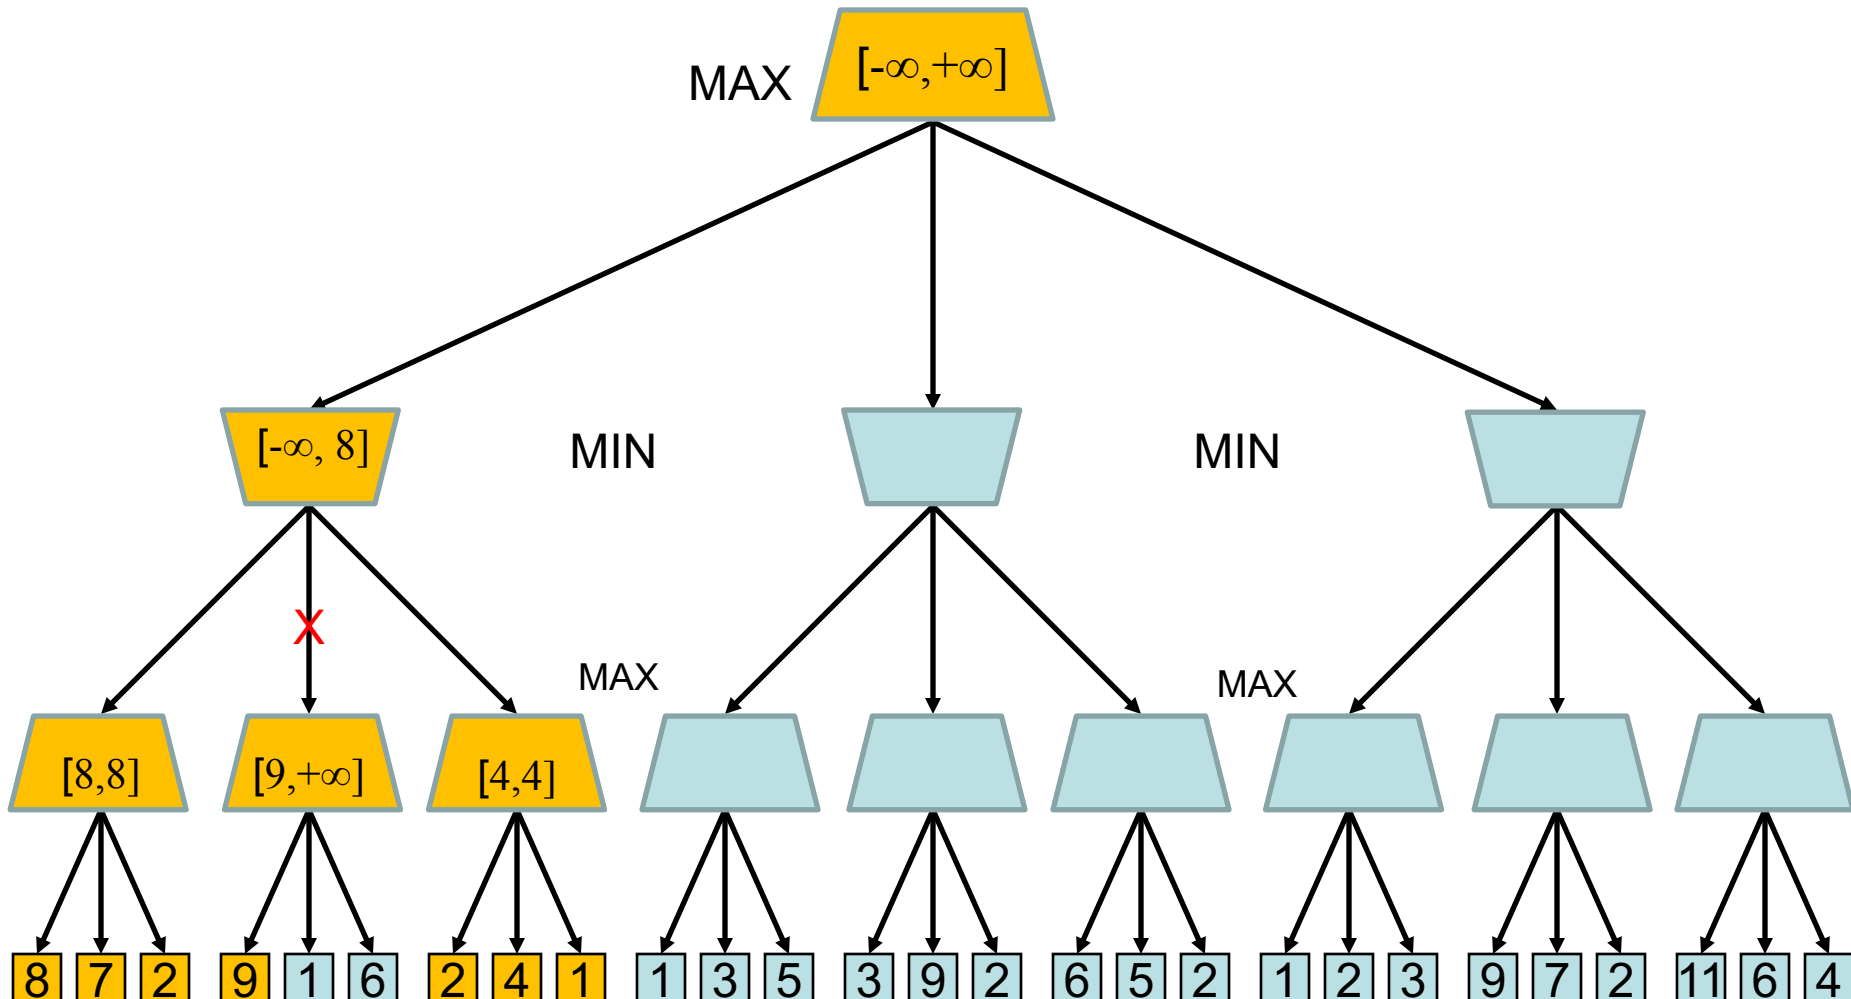 MAX [-∞,+∞]
[-∞, 8] MIN MIN
X
MAX MAX
[8,8] [9,+∞] [4,4]
8 7 2 9 1 6 2 4 1 1 3 5 3 9 2 6 5 2 1 2 3 9 7 2 11 6 4